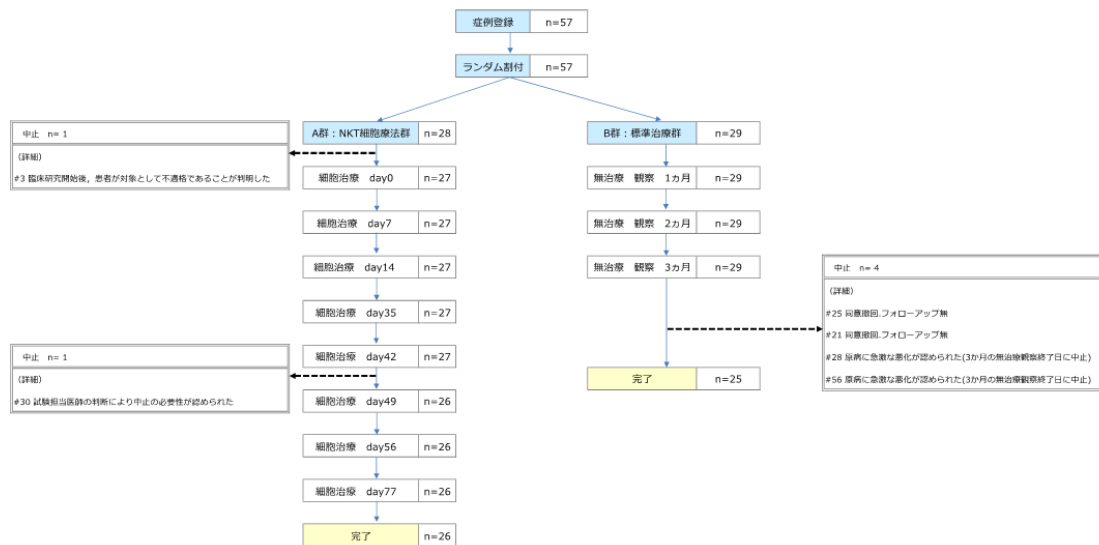 症例登録 n=57
ランダム割付 n=57
A群:NKT細胞療法群 n=28
中止 n= 1
(詳細)
#3 臨床研究開始後,患者が対象として不適格であることが判明した
細胞治療 day0 n=27
細胞治療 day7 n=27
細胞治療 day14 n=27
細胞治療 day35 n=27
細胞治療 day42 n=27
中止 n= 1
(詳細)
#30 試験担当医師の判断により中止の必要性が認められた
細胞治療 day49 n=26
細胞治療 day56 n=26
細胞治療 day77 n=26
完了 n=26
B群:標準治療群 n=29
無治療 観察 1ヵ月 n=29
無治療 観察 2ヵ月 n=29
無治療 観察 3ヵ月 n=29
中止 n= 4
(詳細)
#25 同意撤回.フォローアップ無
#21 同意撤回.フォローアップ無
#28 原病に急激な悪化が認められた(3か月の無治療観察終了日に中止)
#56 原病に急激な悪化が認められた(3か月の無治療観察終了日に中止)
完了 n=25